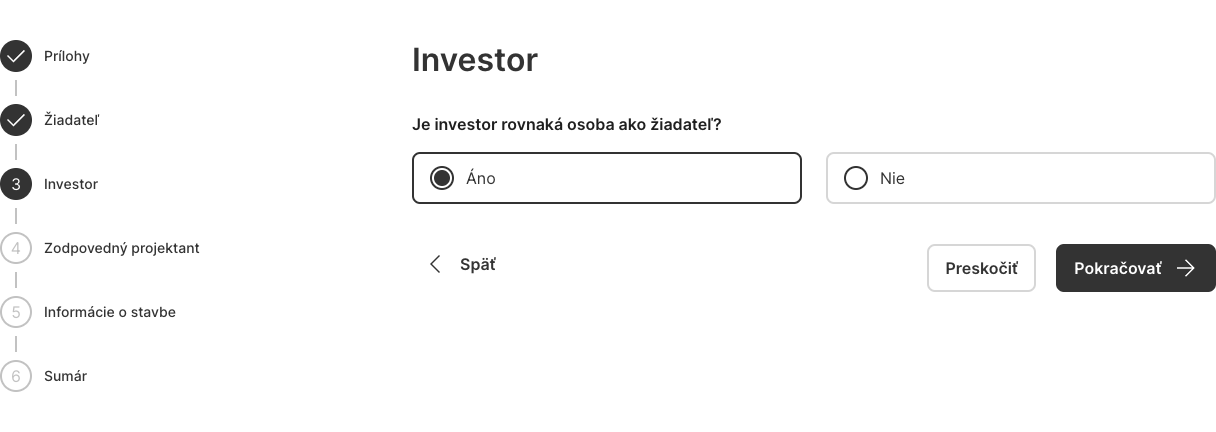 Prílohy
Žiadateľ
3 Investor
4 Zodpovedný projektant
5 Informácie o stavbe
6 Sumár
Investor
Je investor rovnaká osoba ako žiadateľ?
Áno
Nie
Späť
Preskočiť
Pokračovať